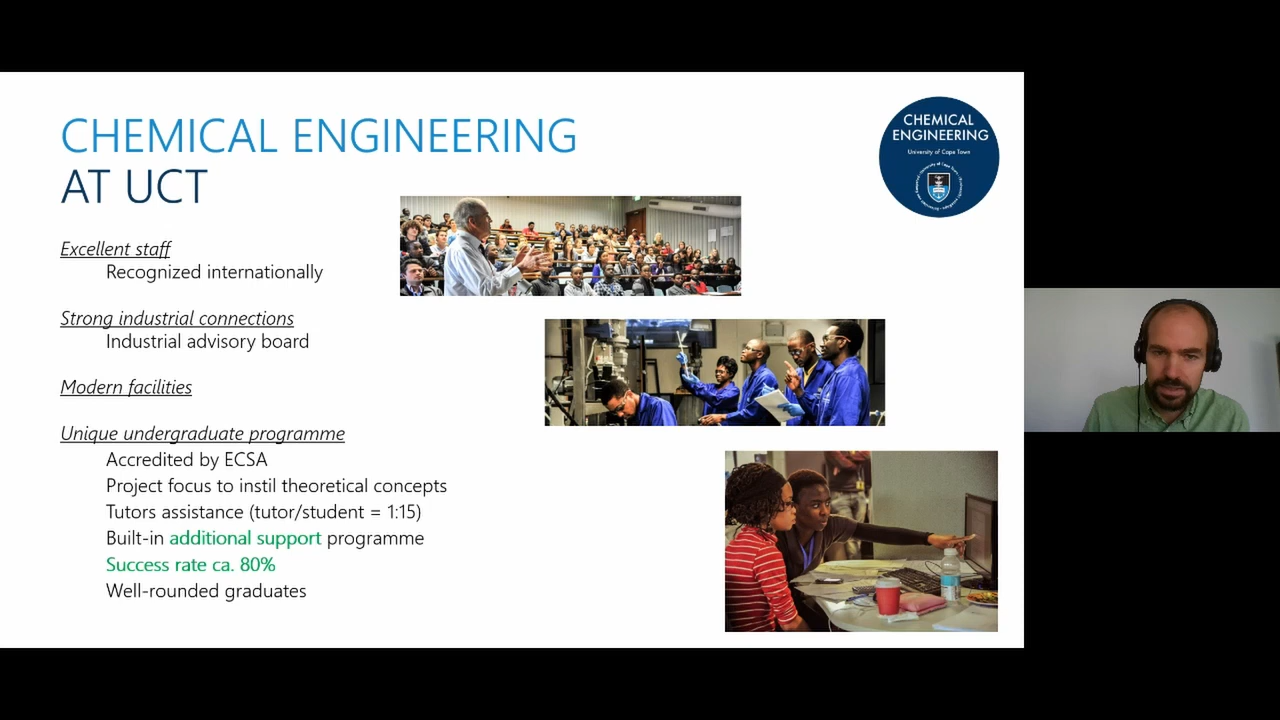 CHEMICAL ENGINEERING
AT UCT
Excellent staff
Recognized internationally
Strong industrial connections
Industrial advisory board
Modern facilities
Unique undergraduate programme
Accredited by ECSA
Project focus to instil theoretical concepts
Tutors assistance (tutor/student = 1:15)
Built-in additional support programme
Success rate ca. 80%
Well-rounded graduates
CHEMICAL
ENGINEERING
University of Cape Town